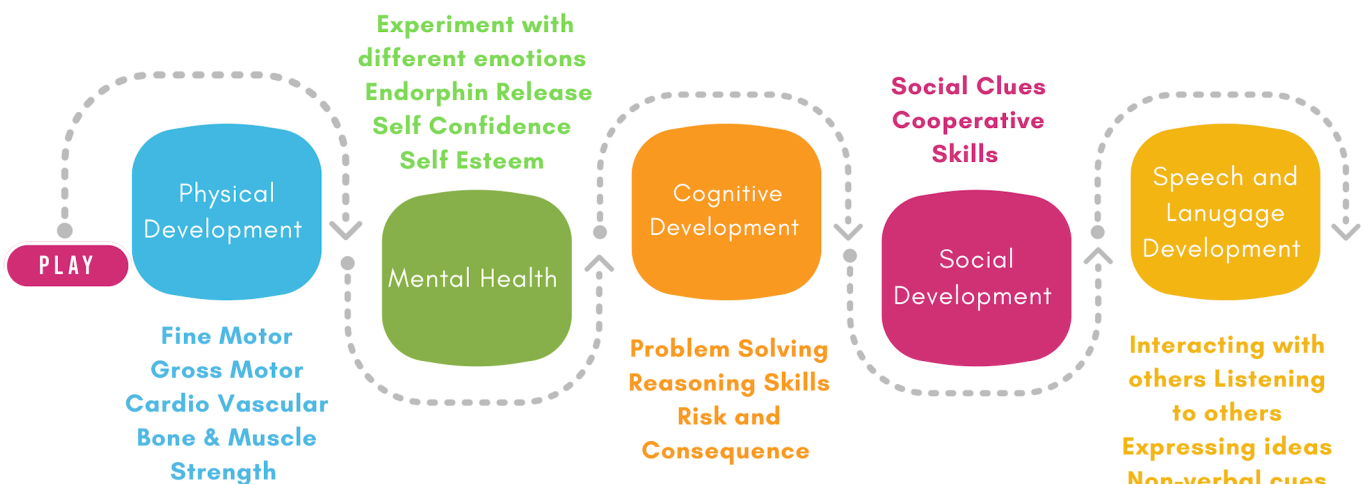 PLAY
Physical
Development
Fine Motor
Gross Motor
Cardio Vascular
Bone & Muscle
Strength
Experiment with
different emotions
Endorphin Release
Self Confidence
Self Esteem
Mental Health
Cognitive
Development
Problem Solving
Reasoning Skills
Risk and
Consequence
Social Clues
Cooperative
Skills
Social
Development
Speech and
Lanugage
Development
Interacting with
others Listening
to others
Expressing ideas
Non-verbal cues